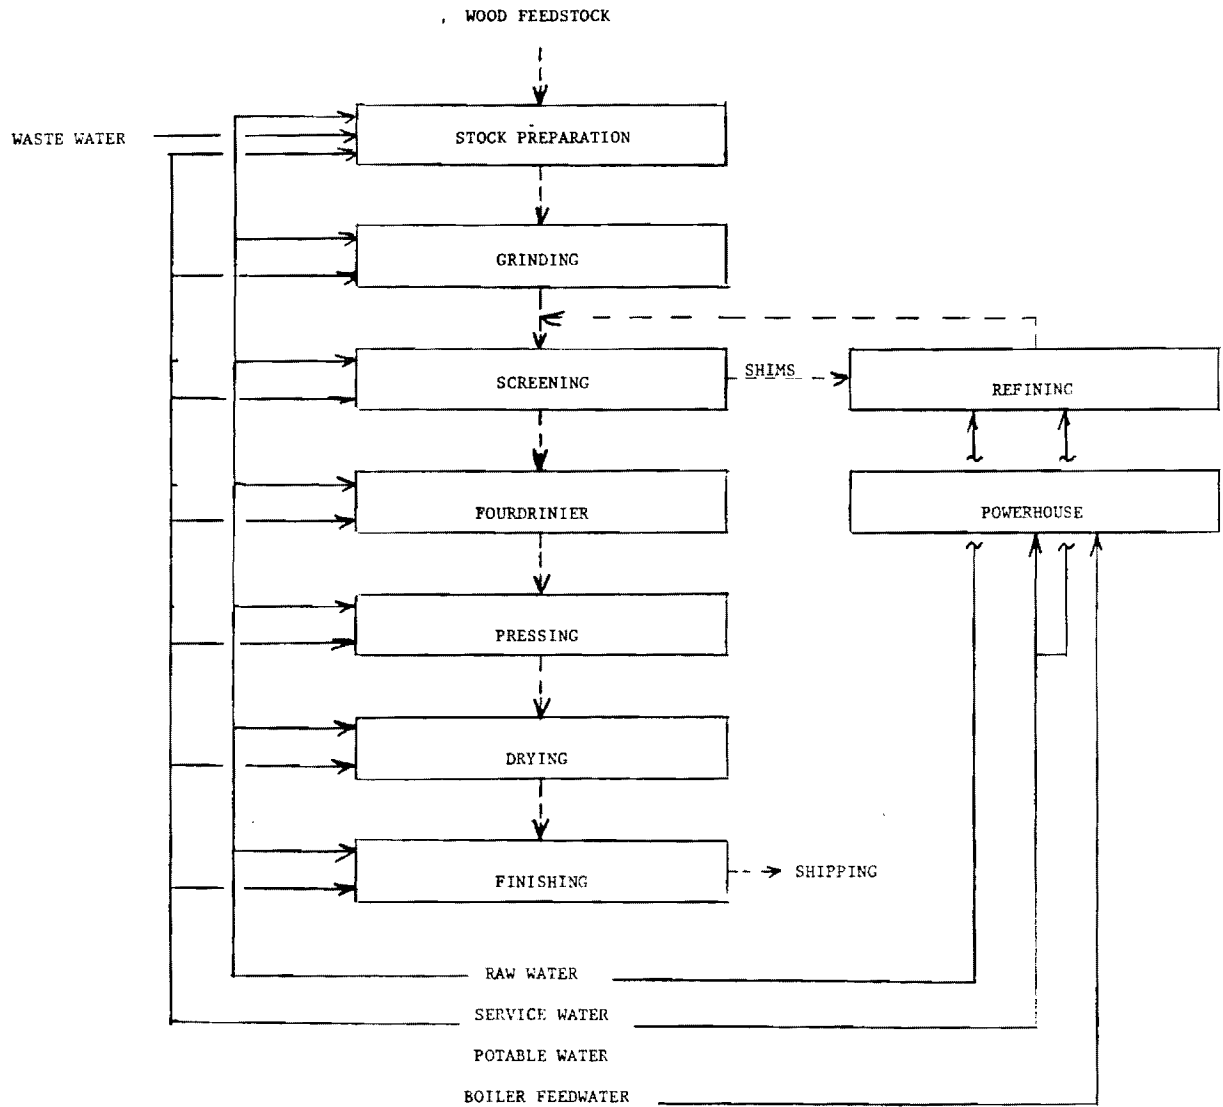 WOOD FEEDSTOCK
WASTE WATER
STOCK PREPARATION
GRINDING
SCREENING
SHIMS
REFINING
FOURDRINIER
POWERHOUSE
PRESSING
DRYING
FINISHING
SHIPPING
RAW WATER
SERVICE WATER
POTABLE WATER
BOILER FEEDWATER